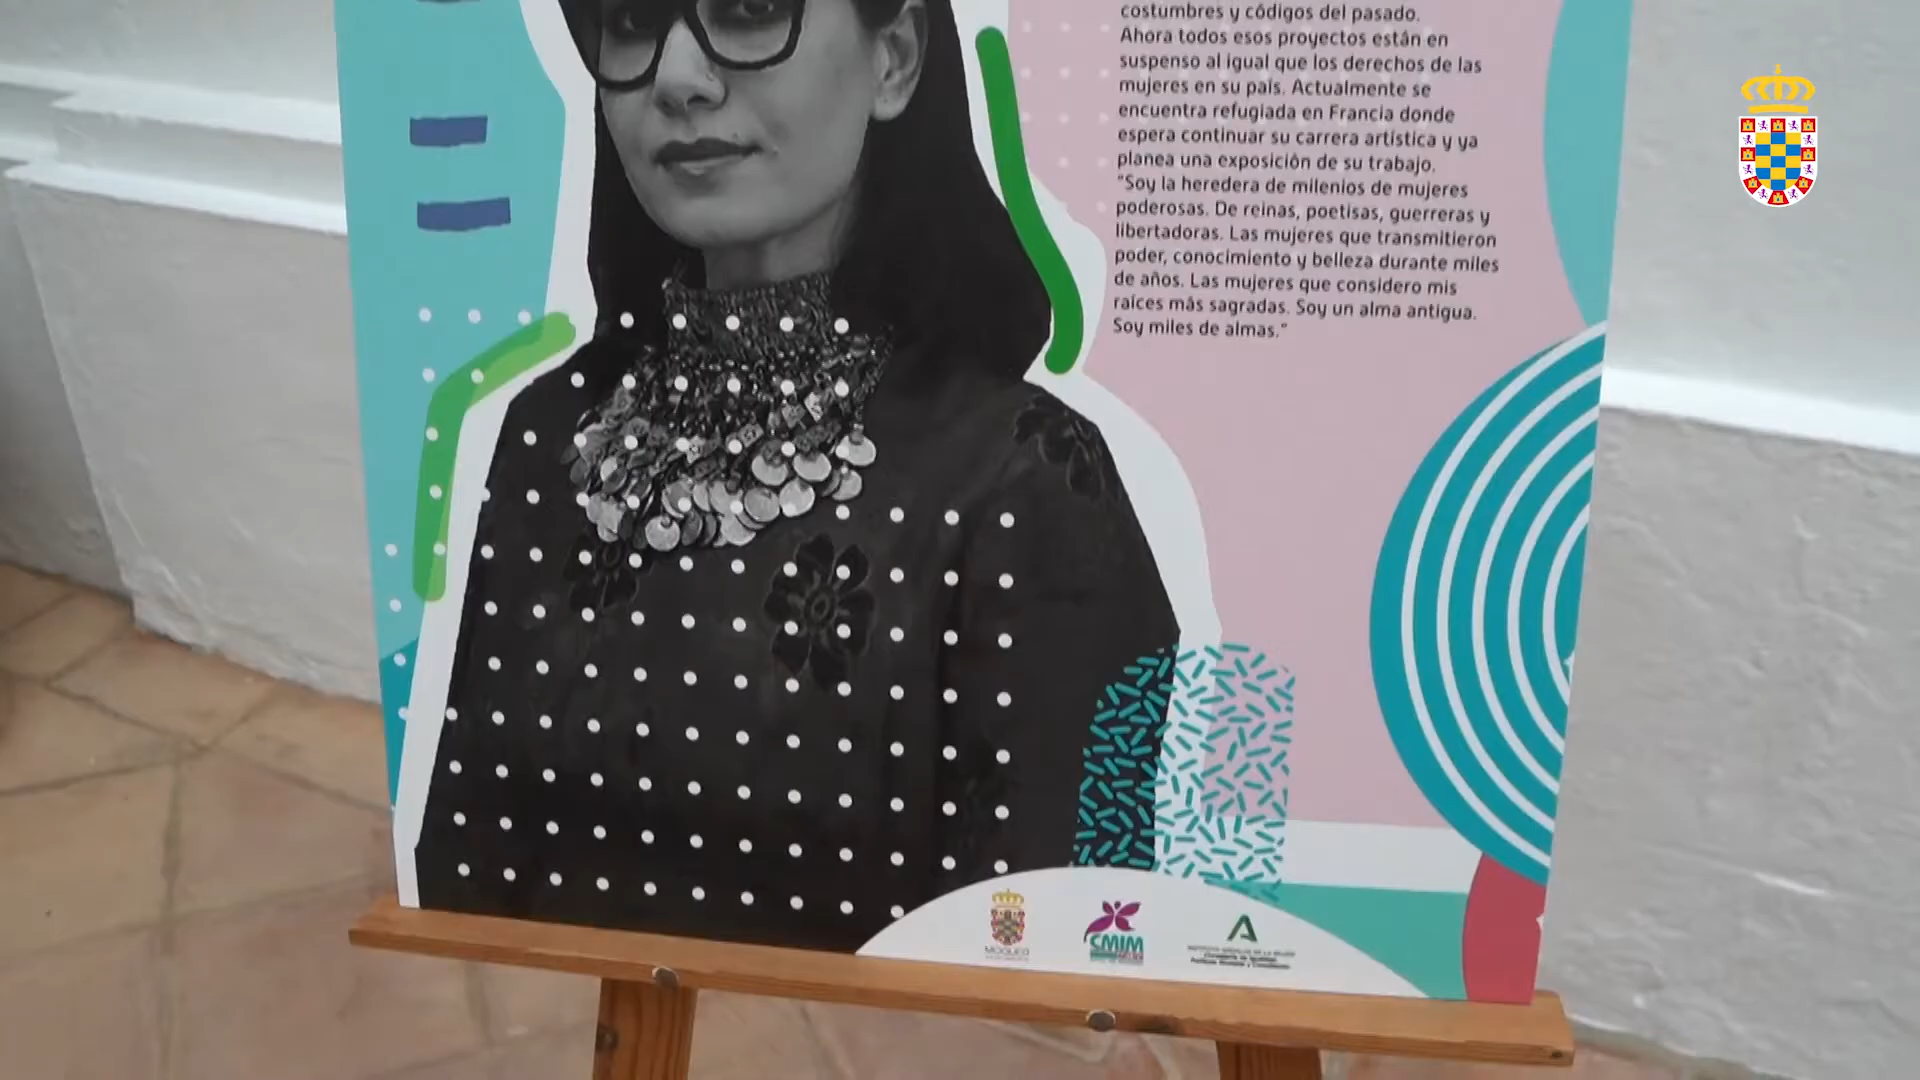 costumbres y códigos del pasado.
Ahora todos esos proyectos están en
suspenso al igual que los derechos de las
mujeres en su país. Actualmente se
encuentra refugiada en Francia donde
espera continuar su carrera artística y ya
planea una exposición de su trabajo.
"Soy la heredera de milenios de mujeres
poderosas. De reinas, poetisas, guerreras y
libertadoras. Las mujeres que transmitieron
poder, conocimiento y belleza durante miles
de años. Las mujeres que considero mis
raíces más sagradas. Soy un alma antigua.
Soy miles de almas."
MOGUER
CMIM